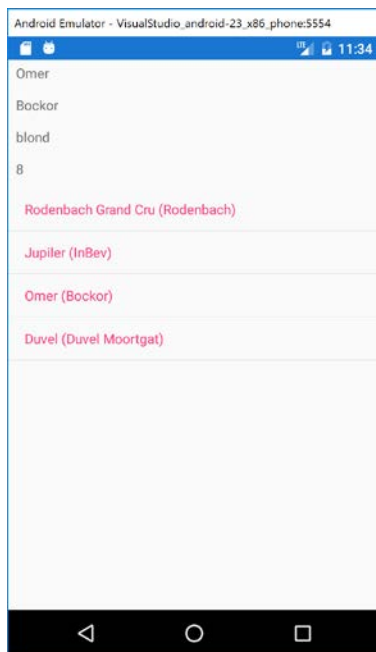 Android Emulator - VisualStudio_android-23_x86_phone:5554
LTE 11:34
Omer
Bockor
blond
8
Rodenbach Grand Cru (Rodenbach)
Jupiler (InBev)
Omer (Bockor)
Duvel (Duvel Moortgat)